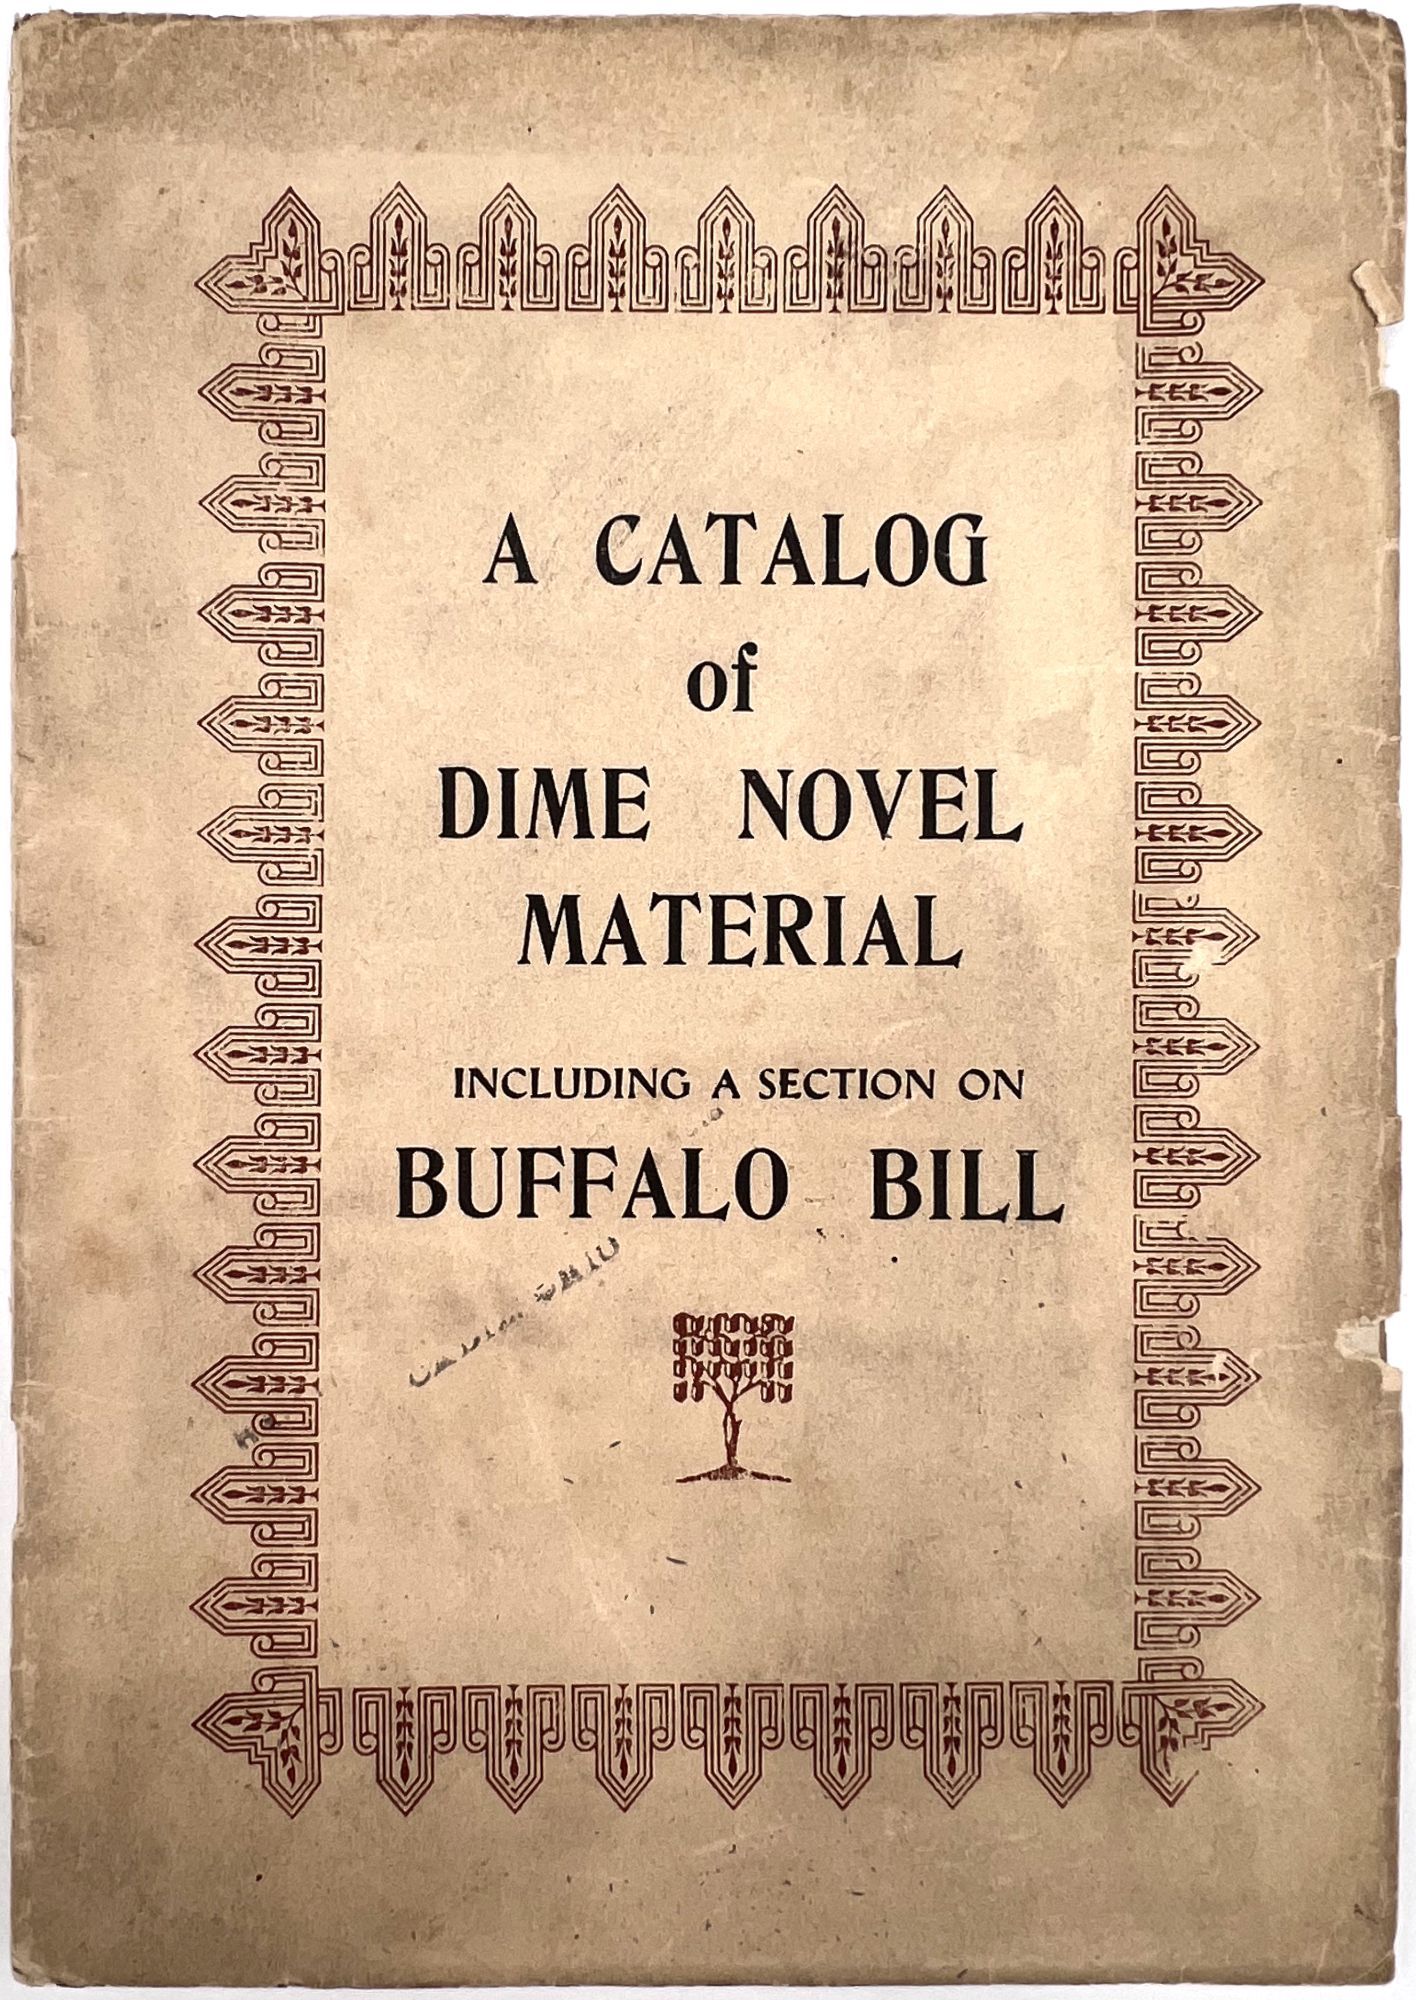 A CATALOG
of
DIME NOVEL
MATERIAL
INCLUDING A SECTION ON
BUFFALO BILL